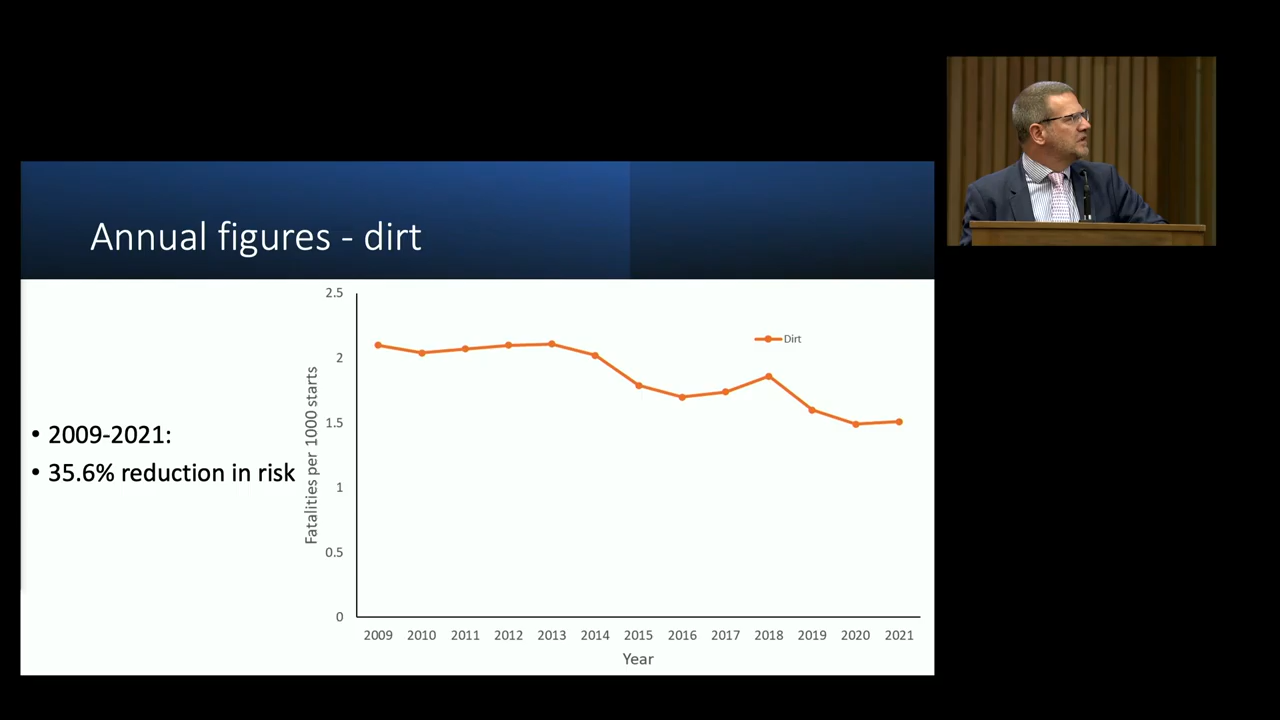 Annual figures - dirt
• 2009-2021:
• 35.6% reduction in risk
Fatalities per 1000 starts
2.5
2
1.5
1
0.5
0
Dirt
2009 2010 2011 2012 2013 2014 2015 2016 2017 2018 2019 2020 2021
Year